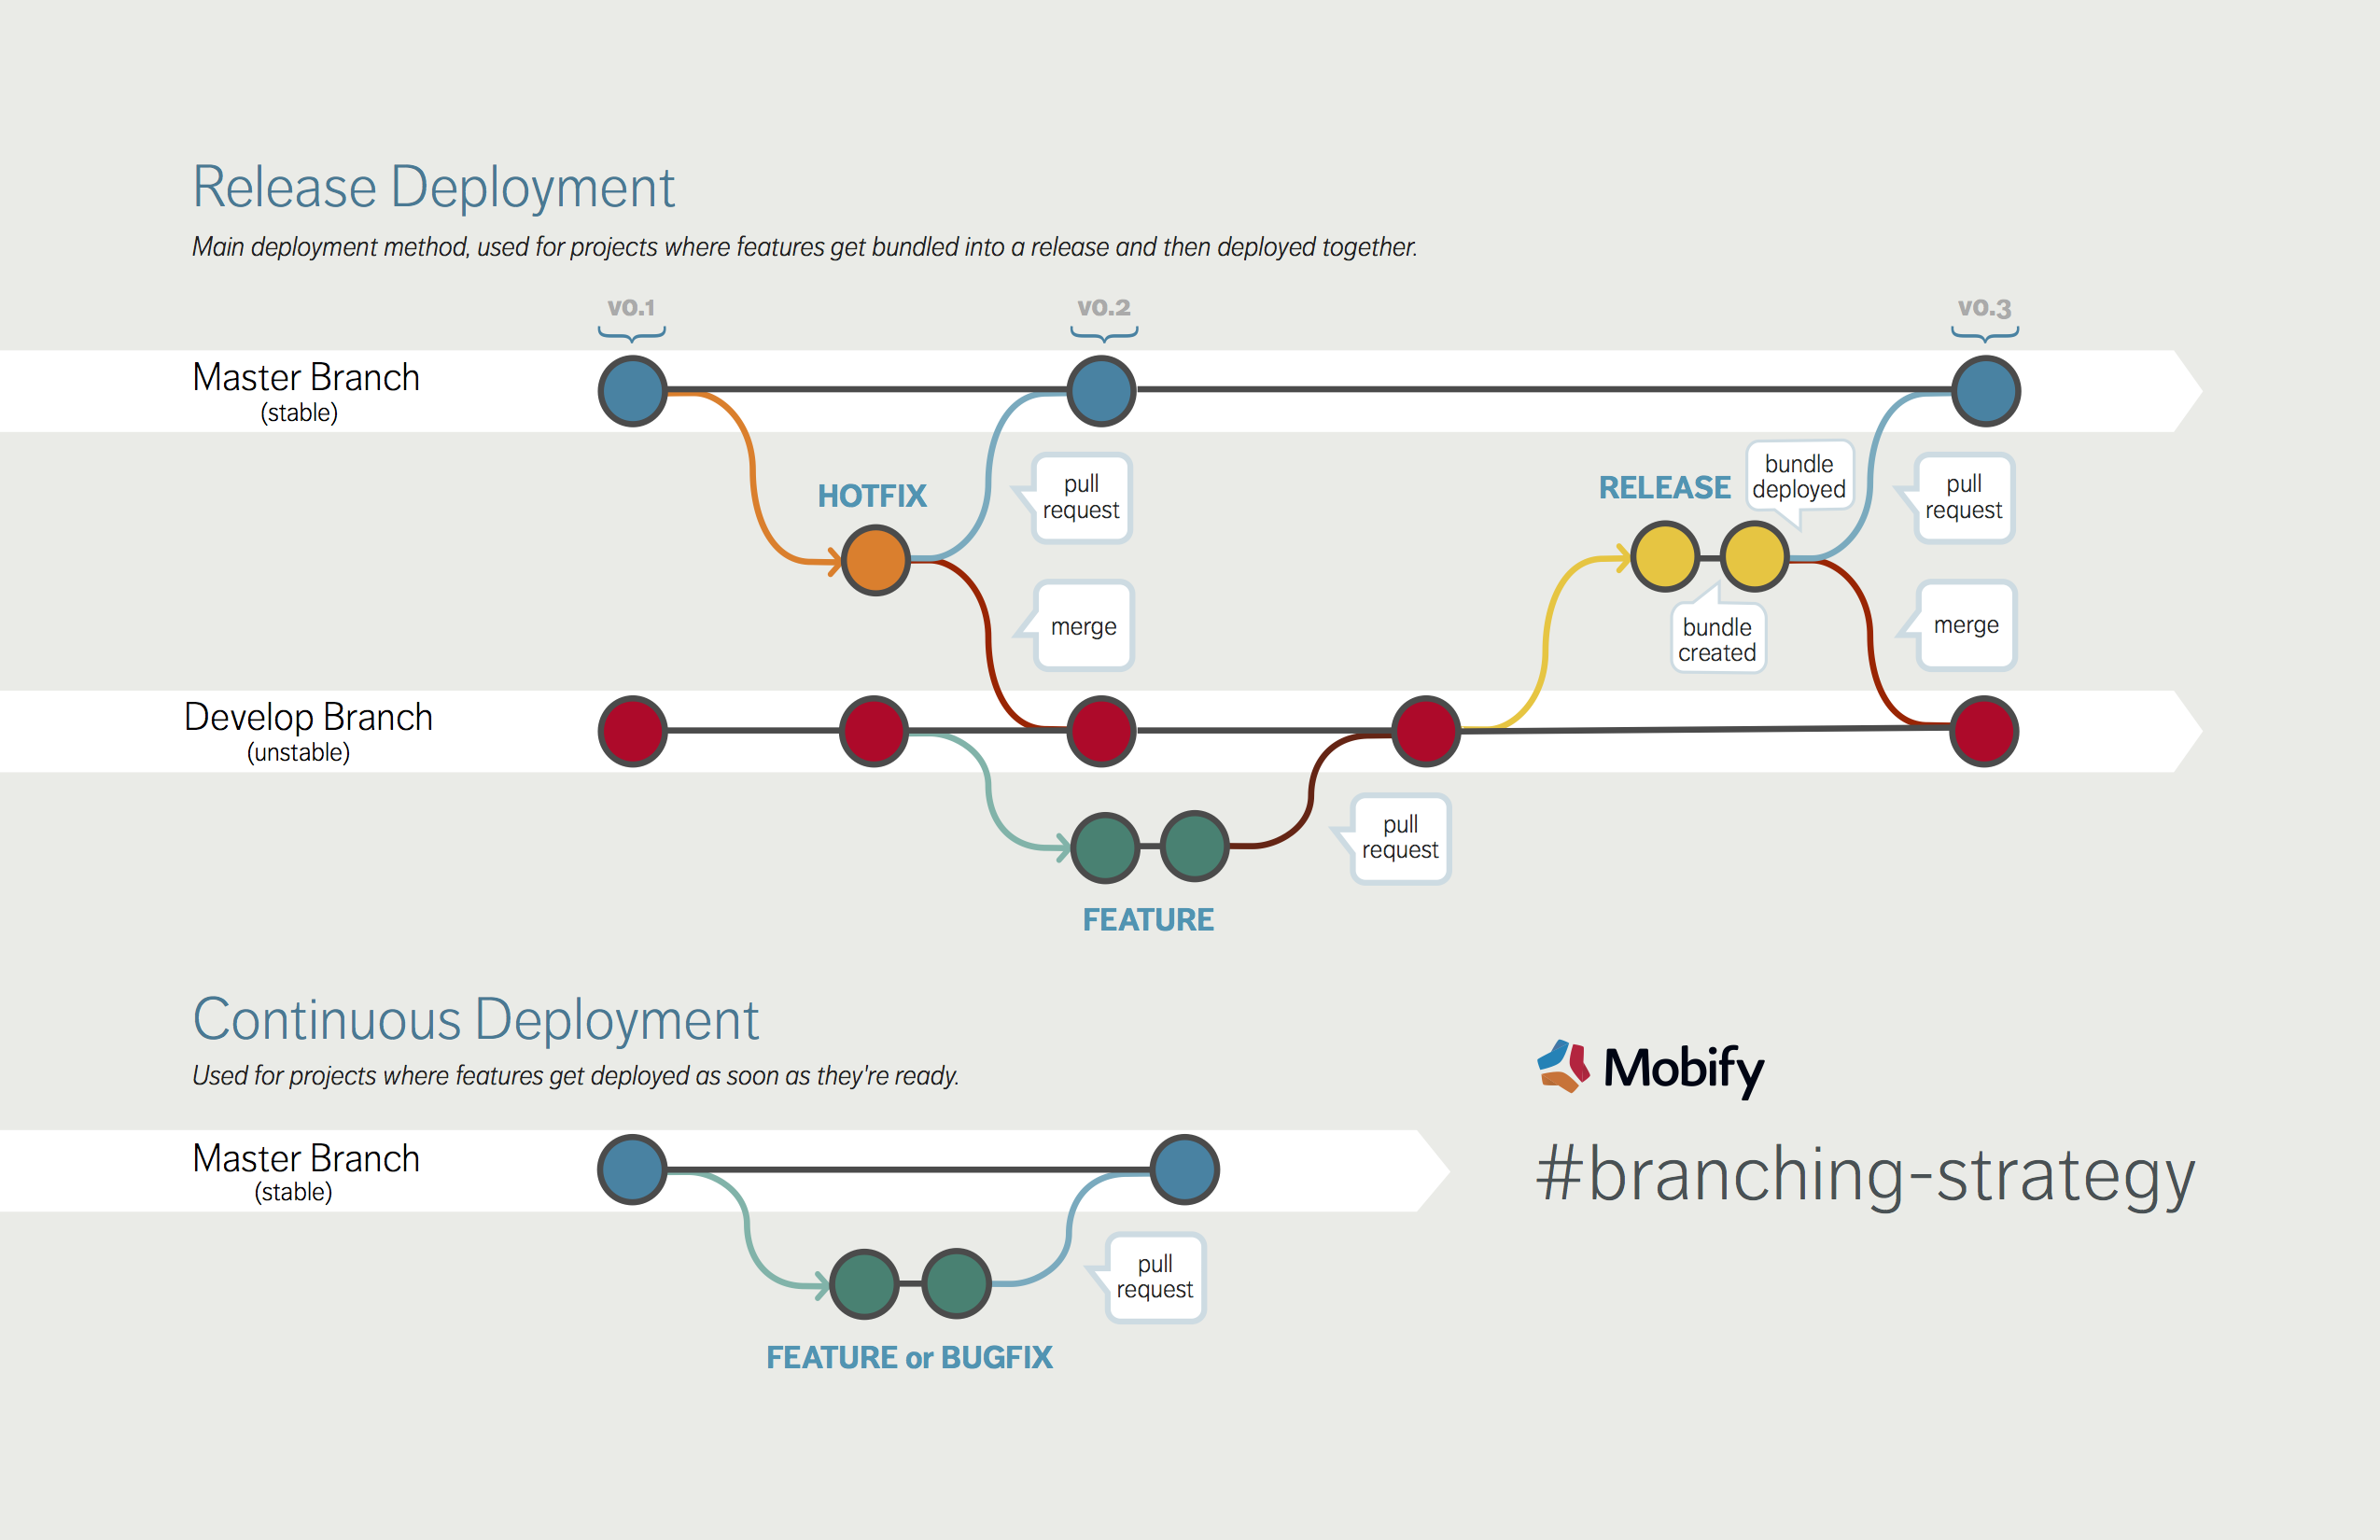 Release Deployment
Main deployment method, used for projects where features get bundled into a release and then deployed together.
v0.1
v0.2
v0.3
Master Branch
(stable)
HOTFIX
pull
request
merge
RELEASE
bundle
deployed
bundle
created
pull
request
merge
Develop Branch
(unstable)
pull
request
FEATURE
Continuous Deployment
Used for projects where features get deployed as soon as they're ready.
Master Branch
(stable)
pull
request
FEATURE or BUGFIX
Mobify
#branching-strategy